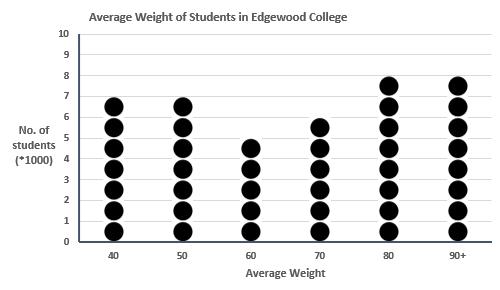 Average Weight of Students in Edgewood College
10
9
8
7
6
5
4
3
2
1
0
No. of
students
(*1000)
40 50 60 70 80 90+
Average Weight